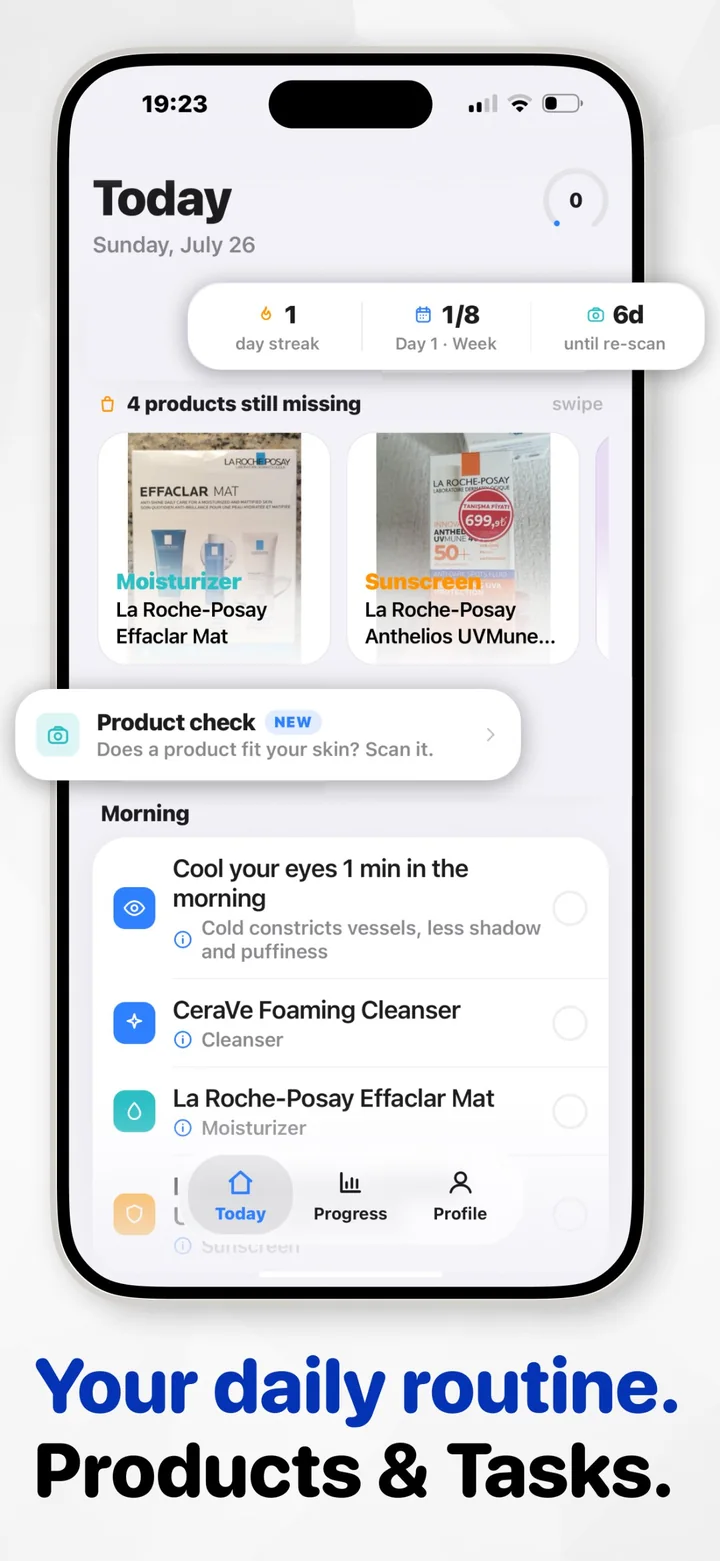 19:23
Today
0
Sunday, July 26
1
day streak
1/8
Day 1 · Week
6d
until re-scan
4 products still missing
swipe
LA ROCHE-POSAY
EFFACLAR MAT
Moisturizer
La Roche-Posay
Effaclar Mat
LA ROCHE-POSAY
TANIŞMA FİYATI
699,9₺
50+
Sunscreen
La Roche-Posay
Anthelios UVMune...
Product check NEW
Does a product fit your skin? Scan it.
Morning
Cool your eyes 1 min in the
morning
Cold constricts vessels, less shadow
and puffiness
CeraVe Foaming Cleanser
Cleanser
La Roche-Posay Effaclar Mat
Moisturizer
Sunscreen
Today
Progress
Profile
Your daily routine.
Products & Tasks.